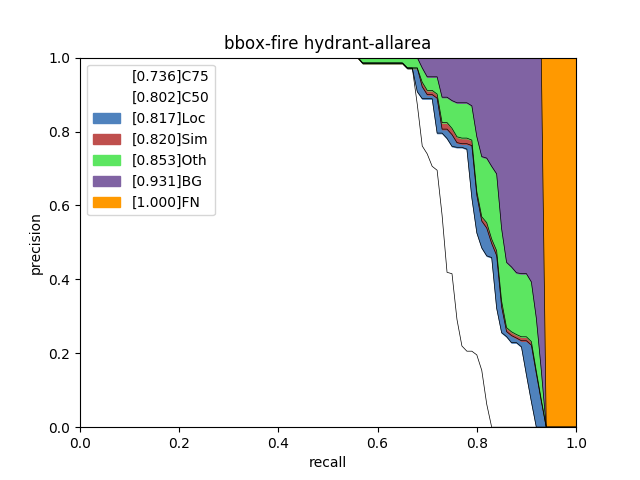 bbox-fire hydrant-allarea
[0.736]C75
[0.802]C50
[0.817]Loc
[0.820]Sim
[0.853]Oth
[0.931]BG
[1.000]FN
precision
1.0
0.8
0.6
0.4
0.2
0.0
0.0 0.2 0.4 0.6 0.8 1.0
recall